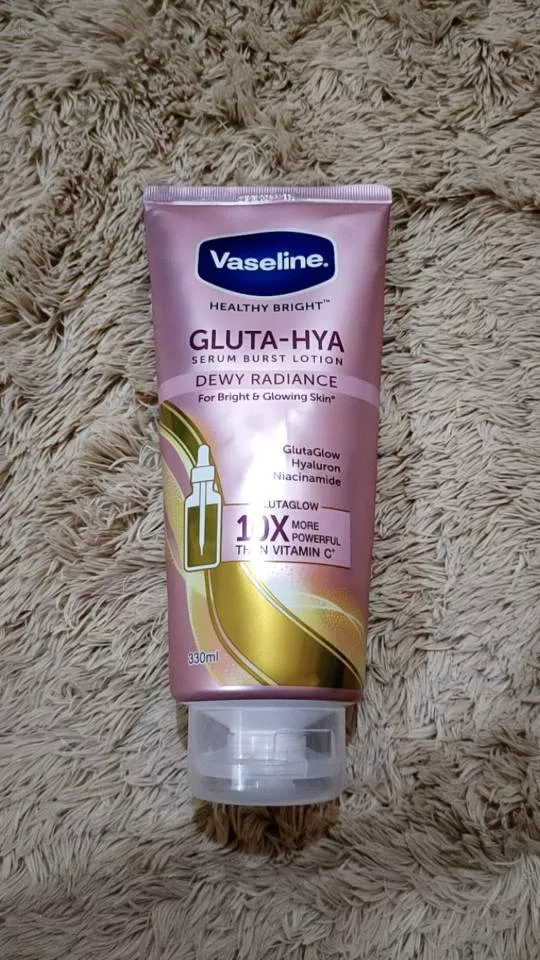 Vaseline.
HEALTHY BRIGHT™
GLUTA-HYA
SERUM BURST LOTION
DEWY RADIANCE
For Bright & Glowing Skin*
GlutaGlow
Hyaluron
Niacinamide
LUTAGLOW
10X MORE
POWERFUL
THAN VITAMIN C*
330ml